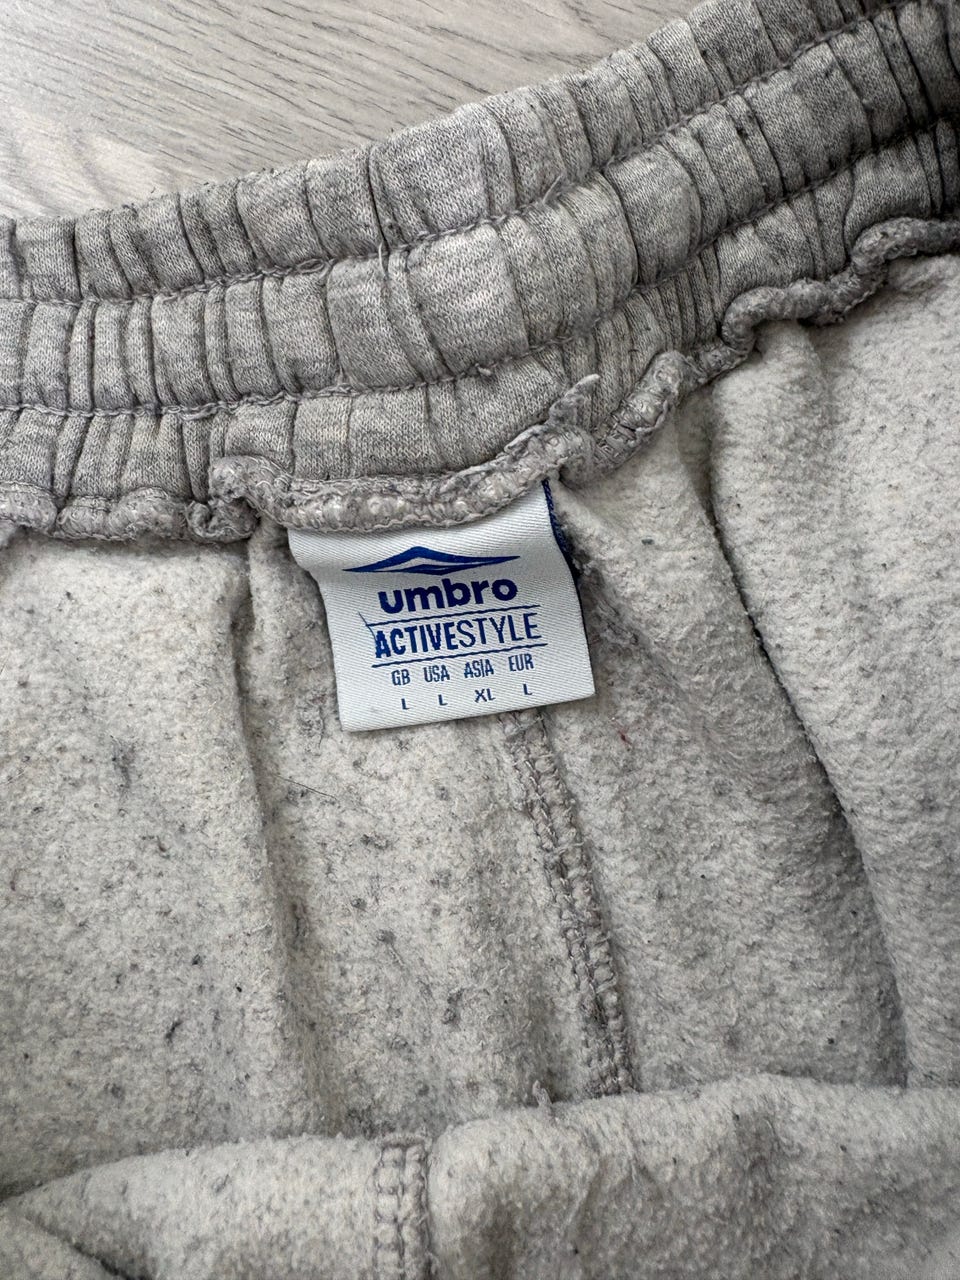 umbro
ACTIVESTYLE
GB USA ASIA EUR
L L XL L